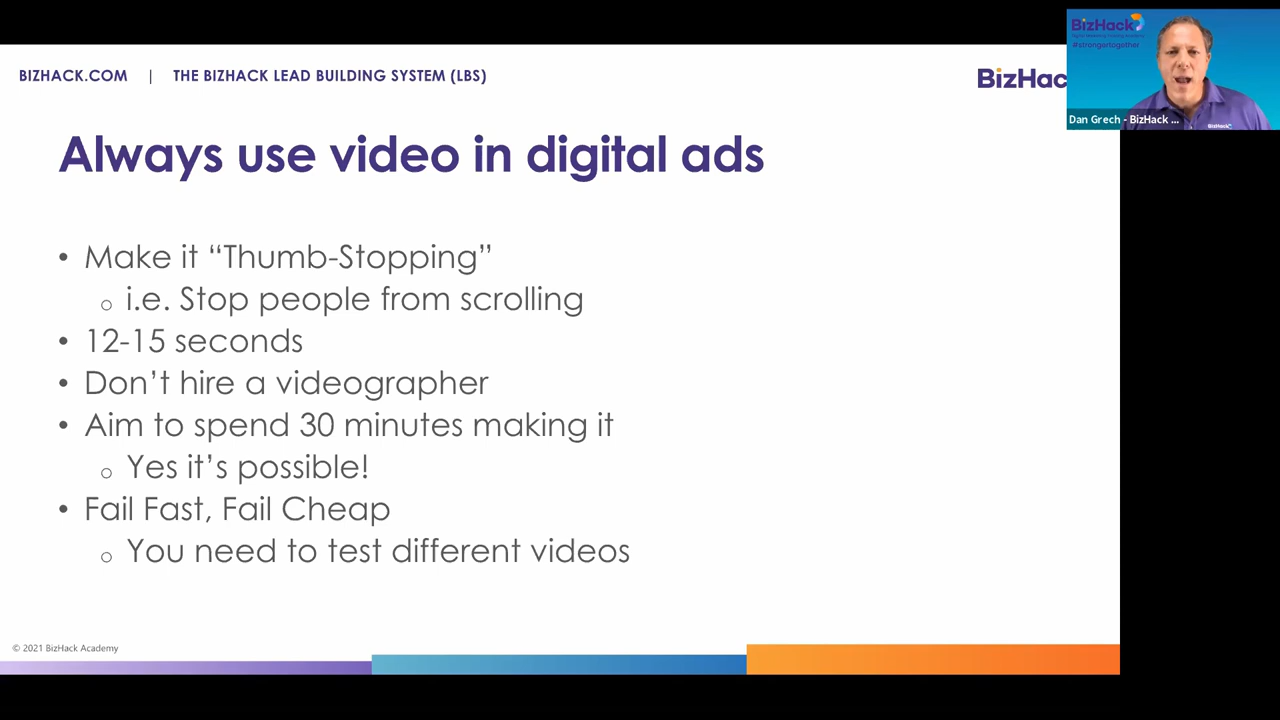 BIZHACK.COM | THE BIZHACK LEAD BUILDING SYSTEM (LBS)
BizHac
BizHack
#strongertogether
Dan Grech - BizHack ...
BizHack
Always use video in digital ads
• Make it “Thumb-Stopping”
o i.e. Stop people from scrolling
• 12-15 seconds
• Don’t hire a videographer
• Aim to spend 30 minutes making it
o Yes it’s possible!
• Fail Fast, Fail Cheap
o You need to test different videos
© 2021 BizHack Academy